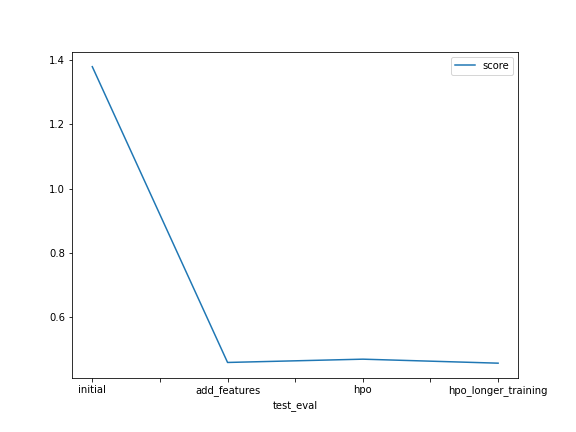 1.4
score
1.2
1.0
0.8
0.6
initial
add_features
hpo
hpo_longer_training
test_eval